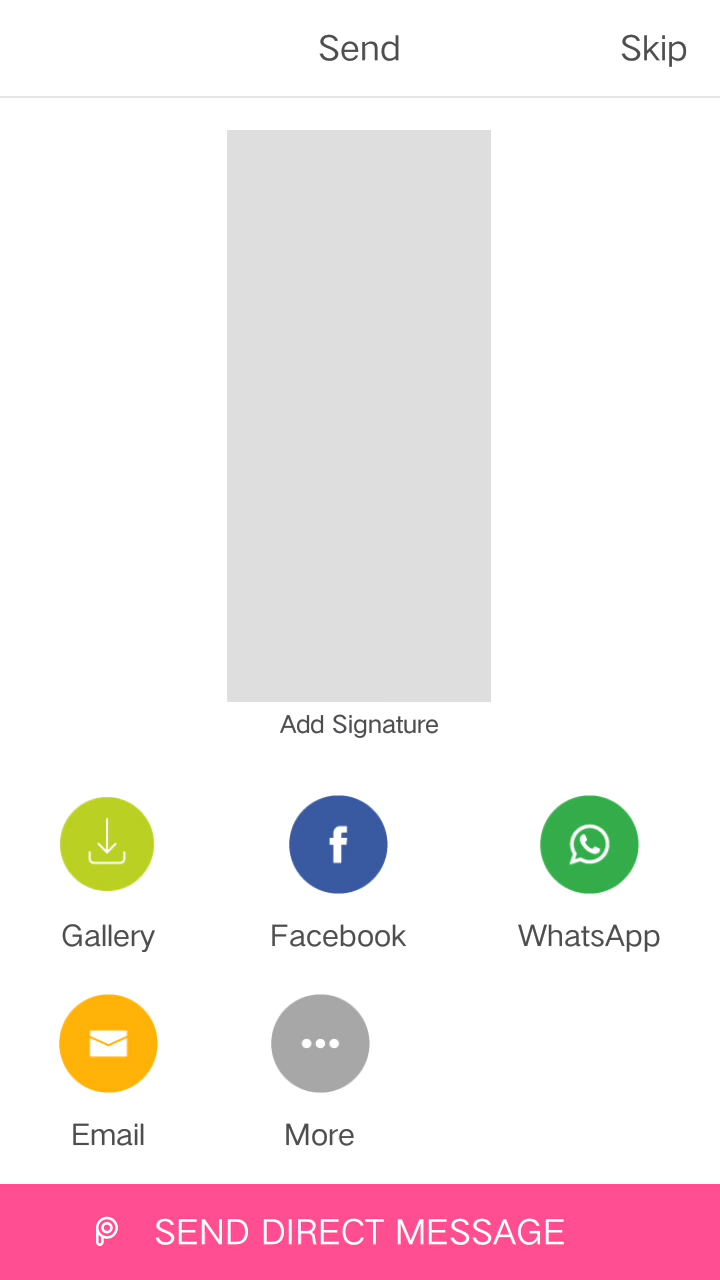 Send
Skip
Add Signature
Gallery
Facebook
WhatsApp
Email
More
SEND DIRECT MESSAGE